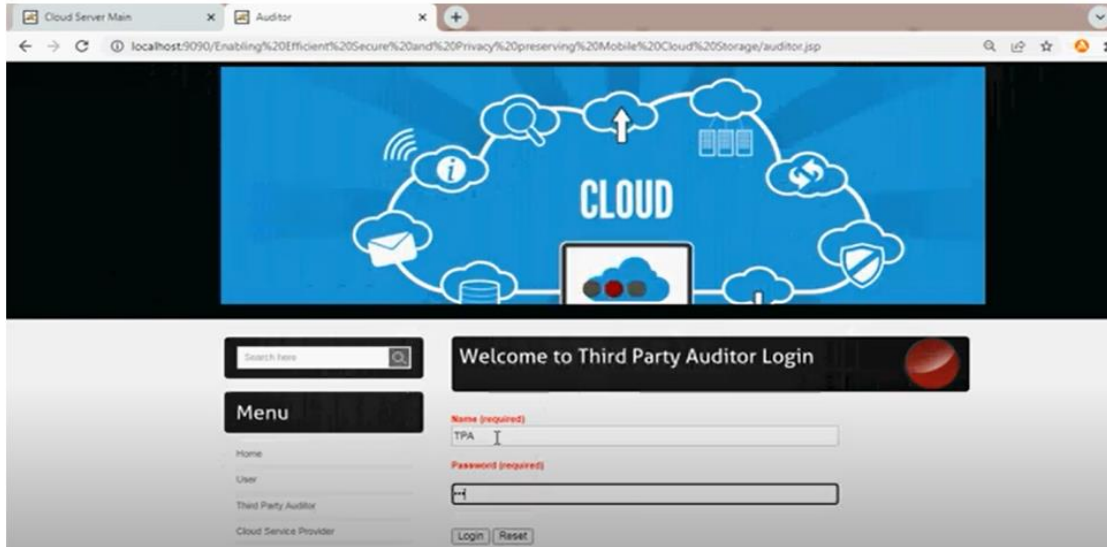 Cloud Server Main
Auditor
localhost:9090/Enabling%20Efficient%20Secure%20and%20Privacy%20preserving%20Mobile%20Cloud%20Storage/auditor.jsp
CLOUD
Search here
Welcome to Third Party Auditor Login
Menu
Name (required)
TPA
Home
Password (required)
User
Third Party Auditor
Cloud Service Provider
Login Reset